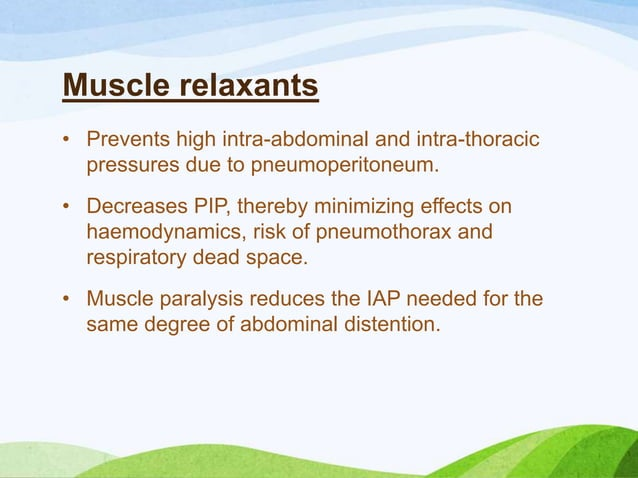 Muscle relaxants
• Prevents high intra-abdominal and intra-thoracic
pressures due to pneumoperitoneum.
• Decreases PIP, thereby minimizing effects on
haemodynamics, risk of pneumothorax and
respiratory dead space.
• Muscle paralysis reduces the IAP needed for the
same degree of abdominal distention.